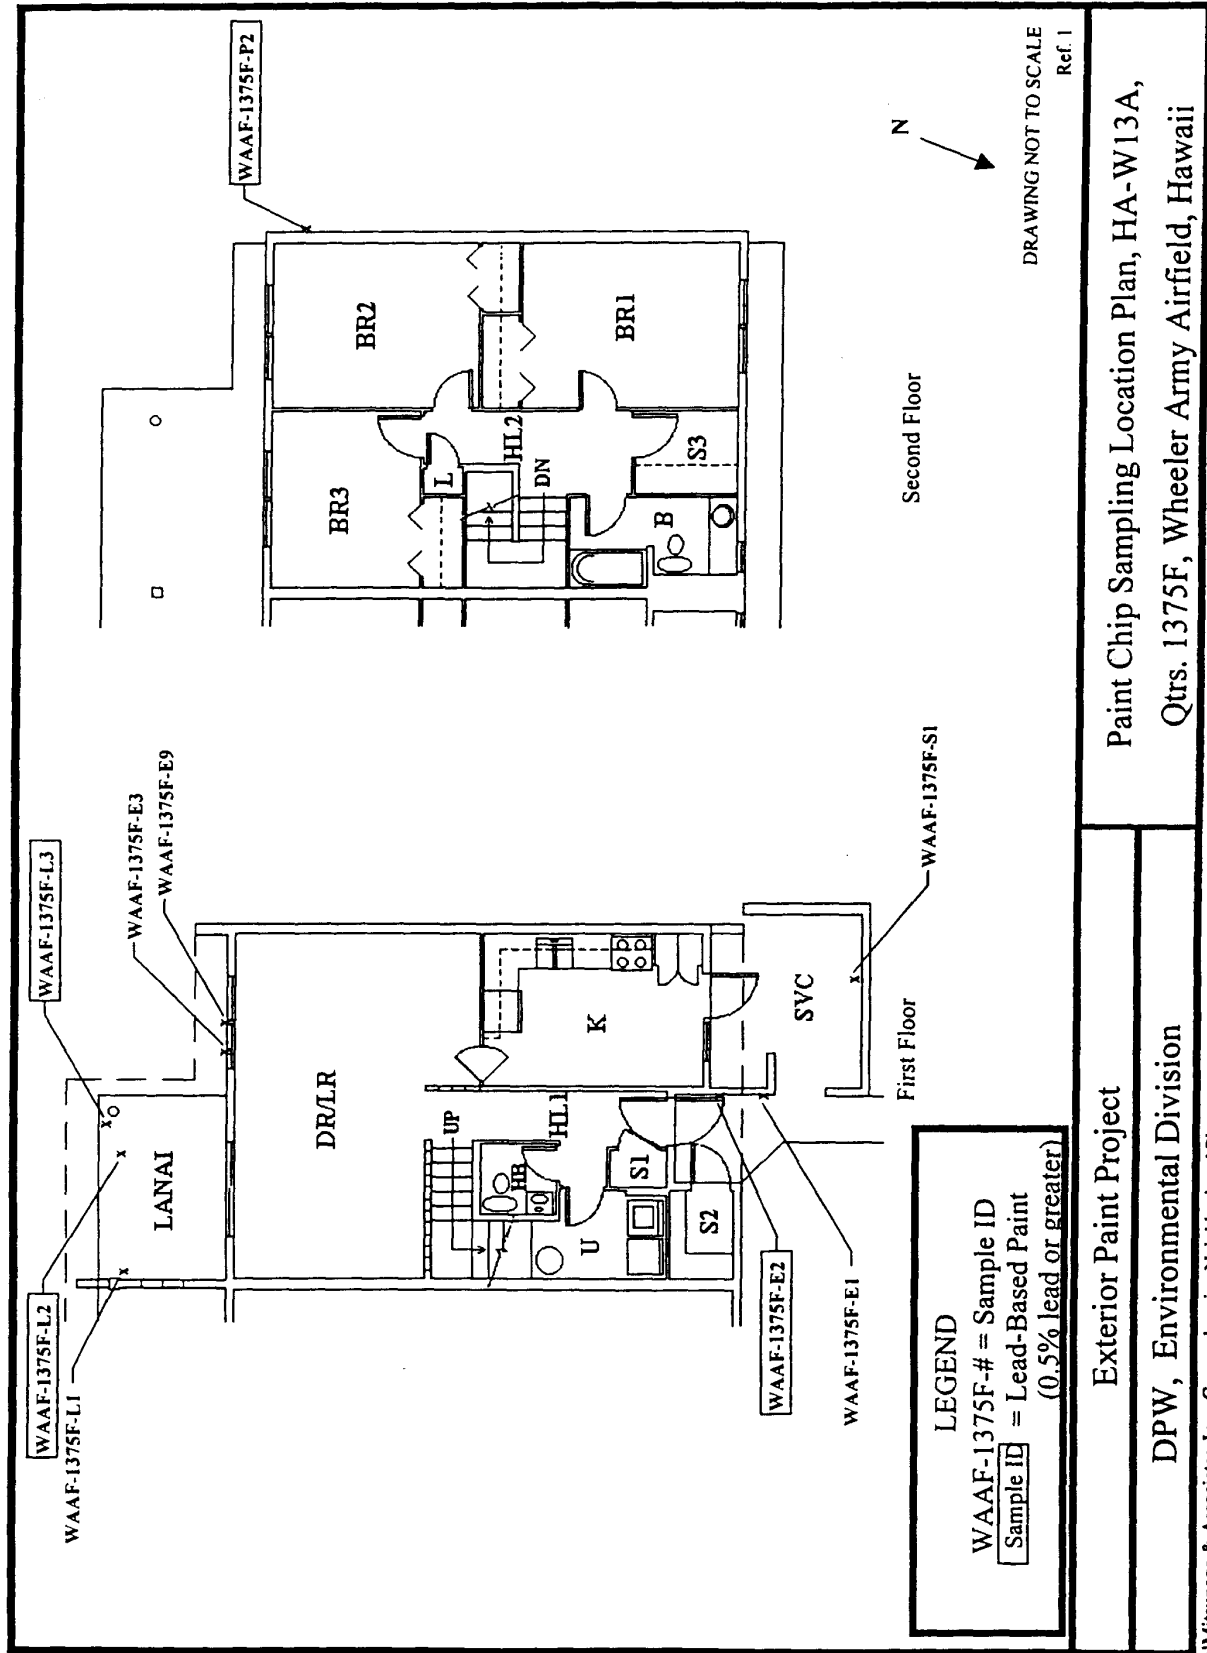 WAAF-1375F-L2
WAAF-1375F-L1
WAAF-1375F-L3
WAAF-1375F-E3
WAAF-1375F-E9
WAAF-1375F-P2
LANAI
DR/LR
UP
HB
HL1
K
U
S1
S2
SVC
WAAF-1375F-E2
WAAF-1375F-E1
WAAF-1375F-S1
First Floor
BR3
BR2
L
HL2
DN
BR1
B
S3
Second Floor
N
DRAWING NOT TO SCALE
Ref. 1
LEGEND
WAAF-1375F-# = Sample ID
Sample ID = Lead-Based Paint
(0.5% lead or greater)
Exterior Paint Project
DPW, Environmental Division
Paint Chip Sampling Location Plan, HA-W13A,
Qtrs. 1375F, Wheeler Army Airfield, Hawaii